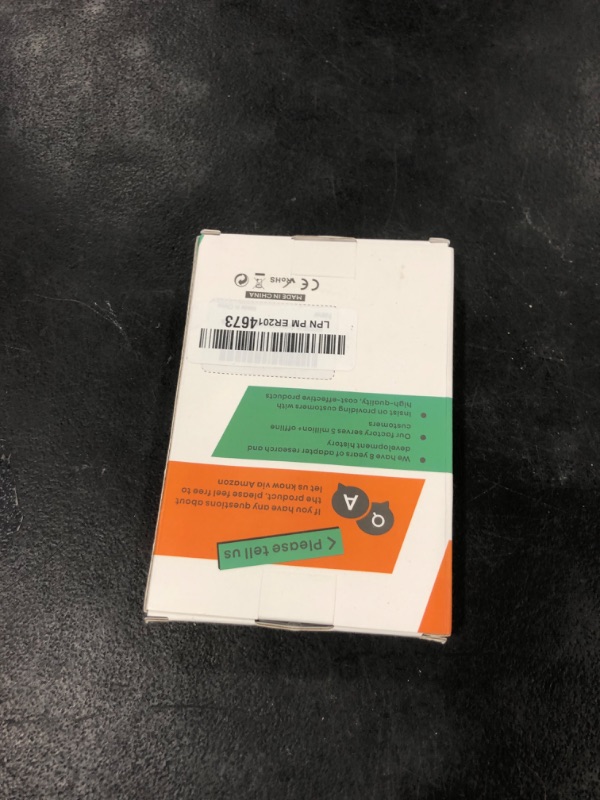 < Please tell us
Q
A
If you have any questions about
the product, please feel free to
let us know via Amazon
We have 8 years of adapter research and
development history
Our factory serves 5 million+ offline
customers
Insist on providing customers with
high-quality, cost-effective products
LPN PM ER2014673
MADE IN CHINA
CE RoHS